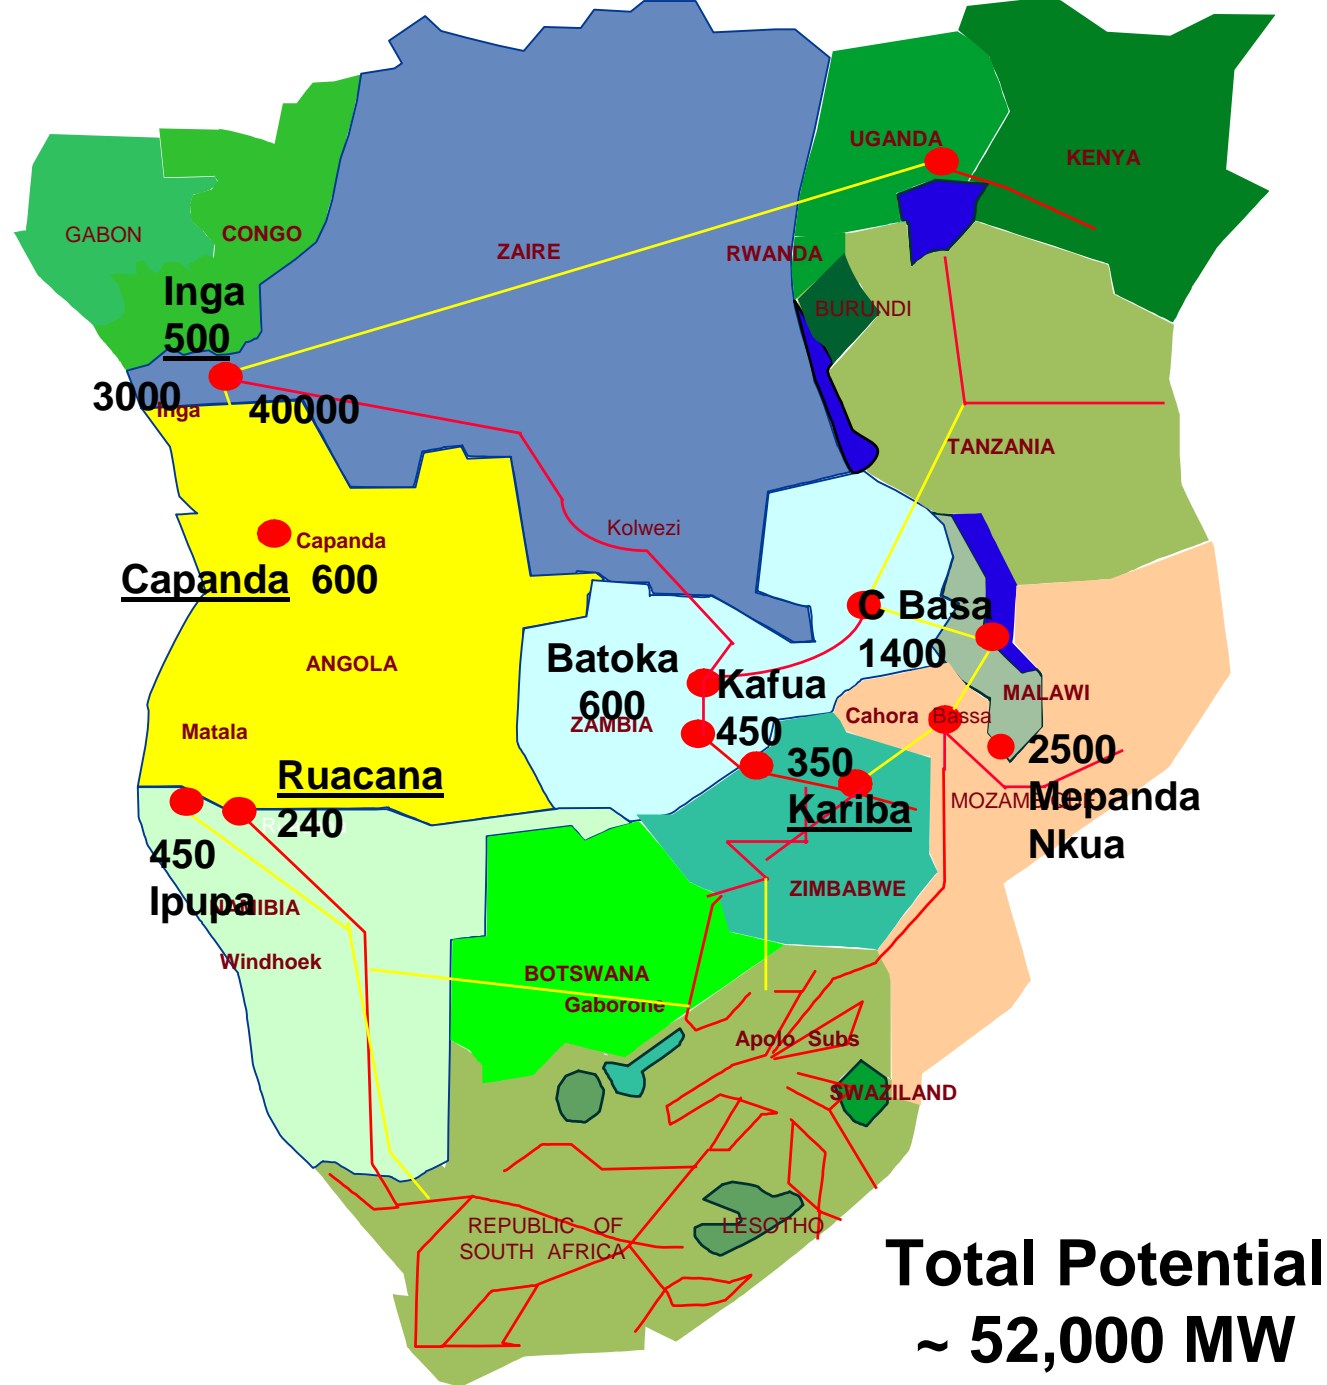 UGANDA
KENYA
GABON
CONGO
ZAIRE
RWANDA
Inga
500
BURUNDI
3000
Inga
40000
TANZANIA
Kolwezi
Capanda
Capanda 600
C Basa
1400
ANGOLA
Batoka
600
Kafua
450
MALAWI
ZAMBIA
Cahora Bassa
Matala
2500
Mepanda
Nkua
MOZAMBIQUE
Ruacana
240
350
Kariba
450
Ipupa
NAMIBIA
ZIMBABWE
Windhoek
BOTSWANA
Gaborone
Apolo Subs
SWAZILAND
REPUBLIC OF
SOUTH AFRICA
LESOTHO
Total Potential
~ 52,000 MW